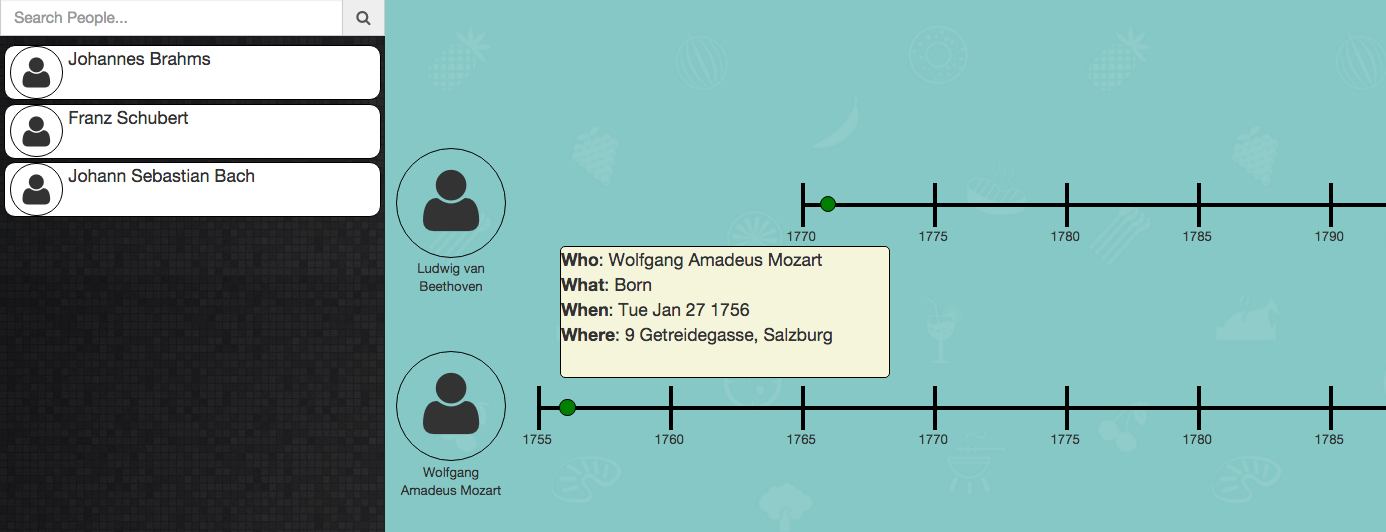 Search People...
Johannes Brahms
Franz Schubert
Johann Sebastian Bach
1770 1775 1780 1785 1790
Ludwig van
Beethoven
Who: Wolfgang Amadeus Mozart
What: Born
When: Tue Jan 27 1756
Where: 9 Getreidegasse, Salzburg
1755 1760 1765 1770 1775 1780 1785
Wolfgang
Amadeus Mozart